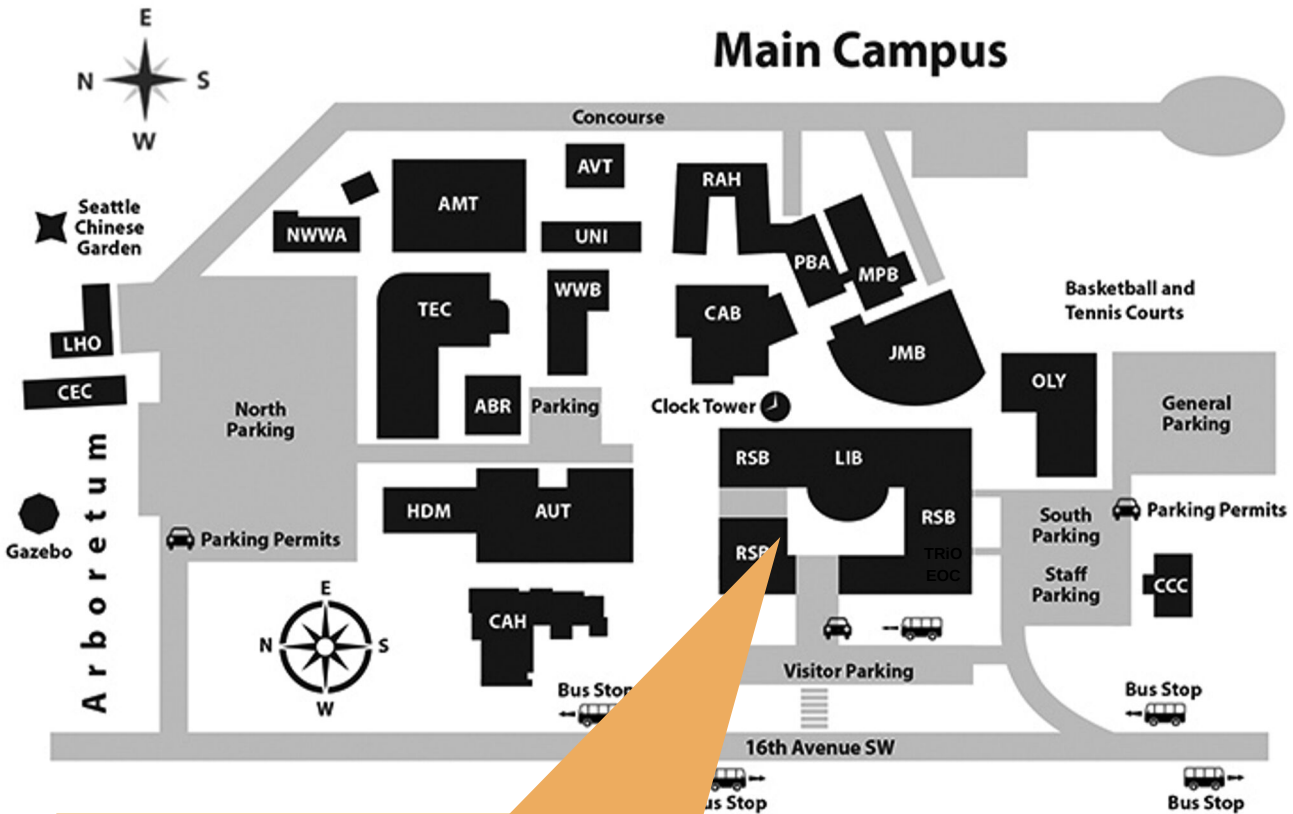 Main Campus
E
N
S
W
Concourse
AVT
RAH
AMT
NWWA
UNI
Seattle
Chinese
Garden
PBA
MPB
WWB
TEC
CAB
Basketball and
Tennis Courts
LHO
JMB
CEC
OLY
ABR
Parking
Clock Tower
North
Parking
General
Parking
RSB
LIB
Arboretum
HDM
AUT
RSB
South
Parking
Parking Permits
Gazebo
Parking Permits
RSB
TRiO
EOC
Staff
Parking
CCC
E
N
S
W
CAH
Visitor Parking
Bus Stop
Bus Stop
16th Avenue SW
Bus Stop
Bus Stop